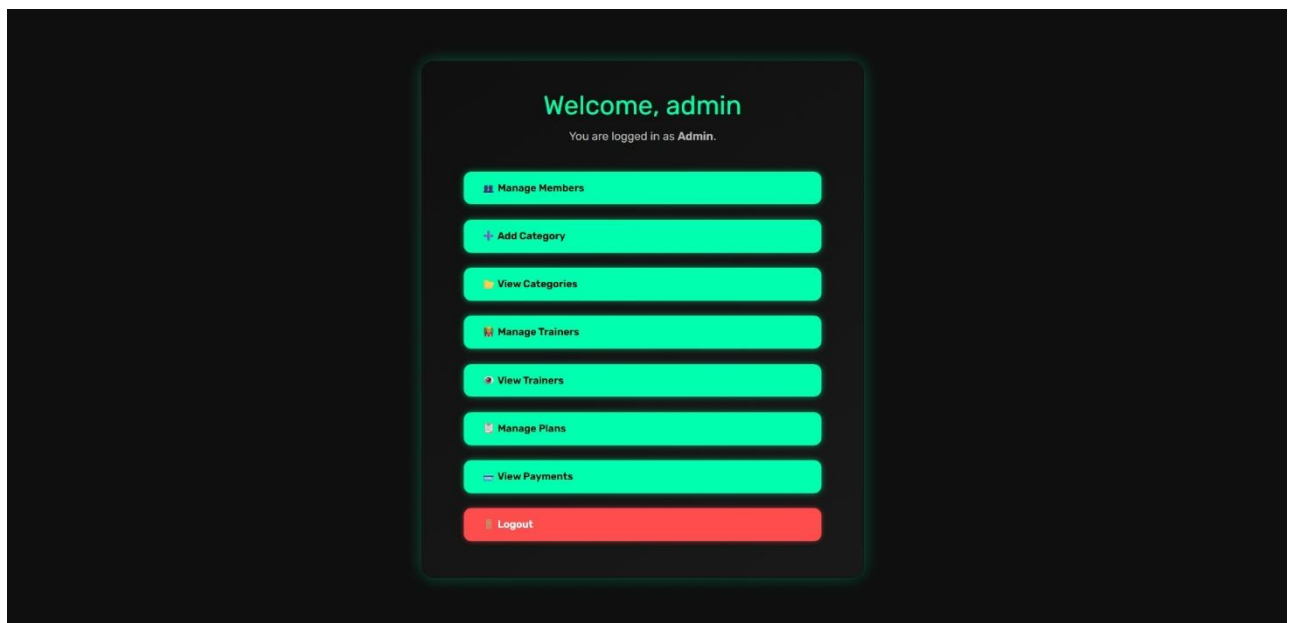 Welcome, admin
You are logged in as Admin.
Manage Members
Add Category
View Categories
Manage Trainers
View Trainers
Manage Plans
View Payments
Logout